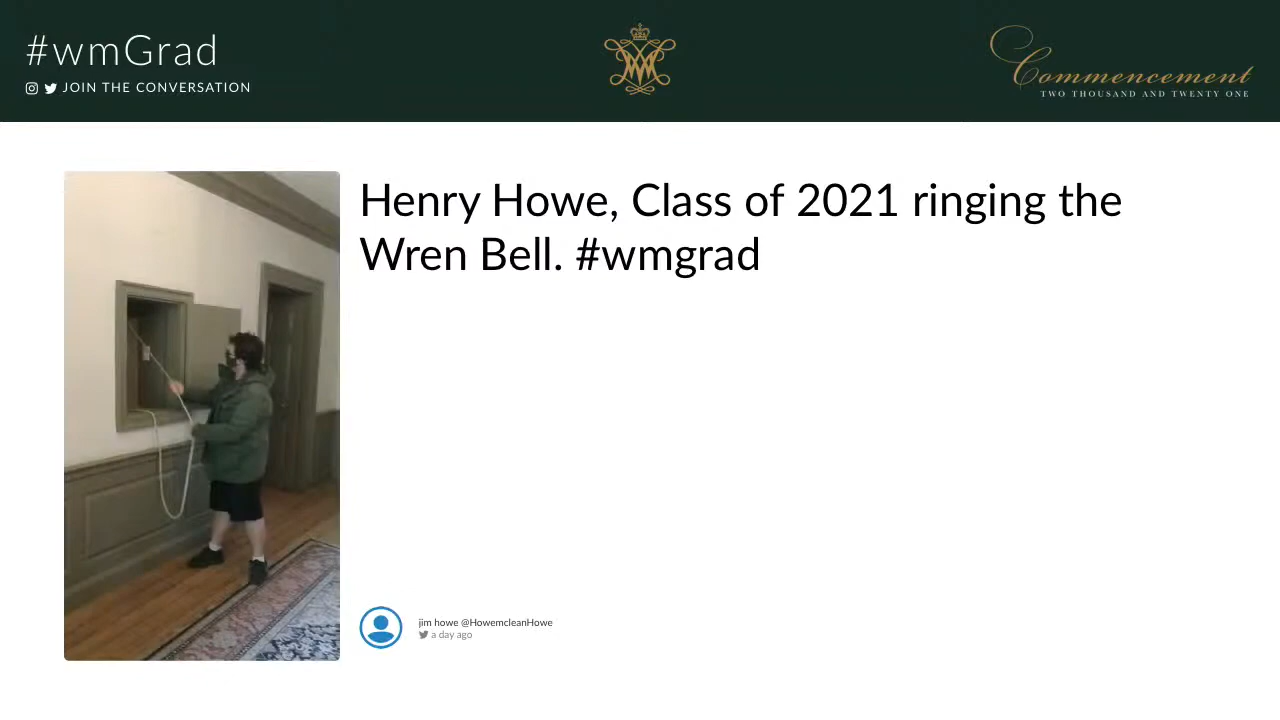 #wmGrad
JOIN THE CONVERSATION
Commencement
TWO THOUSAND AND TWENTY ONE
Henry Howe, Class of 2021 ringing the
Wren Bell. #wmgrad
jim howe @HowemcleanHowe
a day ago